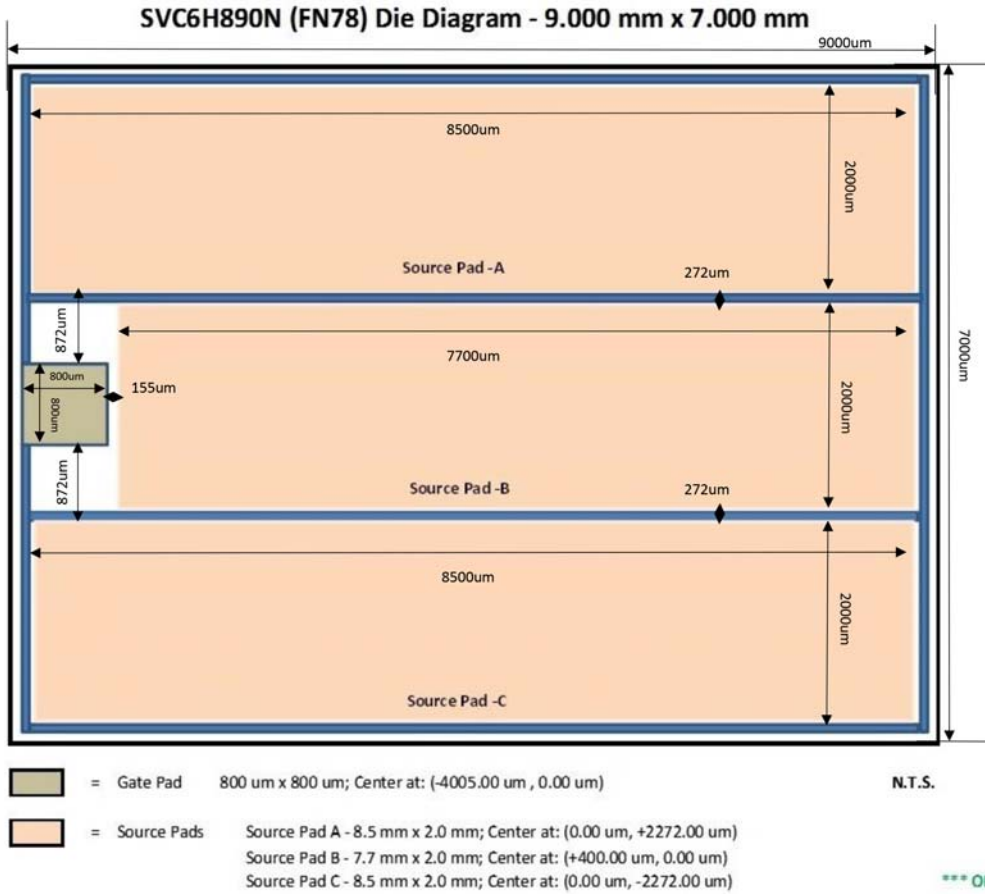 SVC6H890N (FN78) Die Diagram - 9.000 mm x 7.000 mm
9000um
8500um
2000um
Source Pad -A
272um
872um
7700um
7000um
800um
155um
800um
2000um
872um
Source Pad -B
272um
8500um
2000um
Source Pad -C
= Gate Pad 800 um x 800 um; Center at: (-4005.00 um , 0.00 um) N.T.S.
= Source Pads Source Pad A - 8.5 mm x 2.0 mm; Center at: (0.00 um, +2272.00 um)
Source Pad B - 7.7 mm x 2.0 mm; Center at: (+400.00 um, 0.00 um)
Source Pad C - 8.5 mm x 2.0 mm; Center at: (0.00 um, -2272.00 um)
***